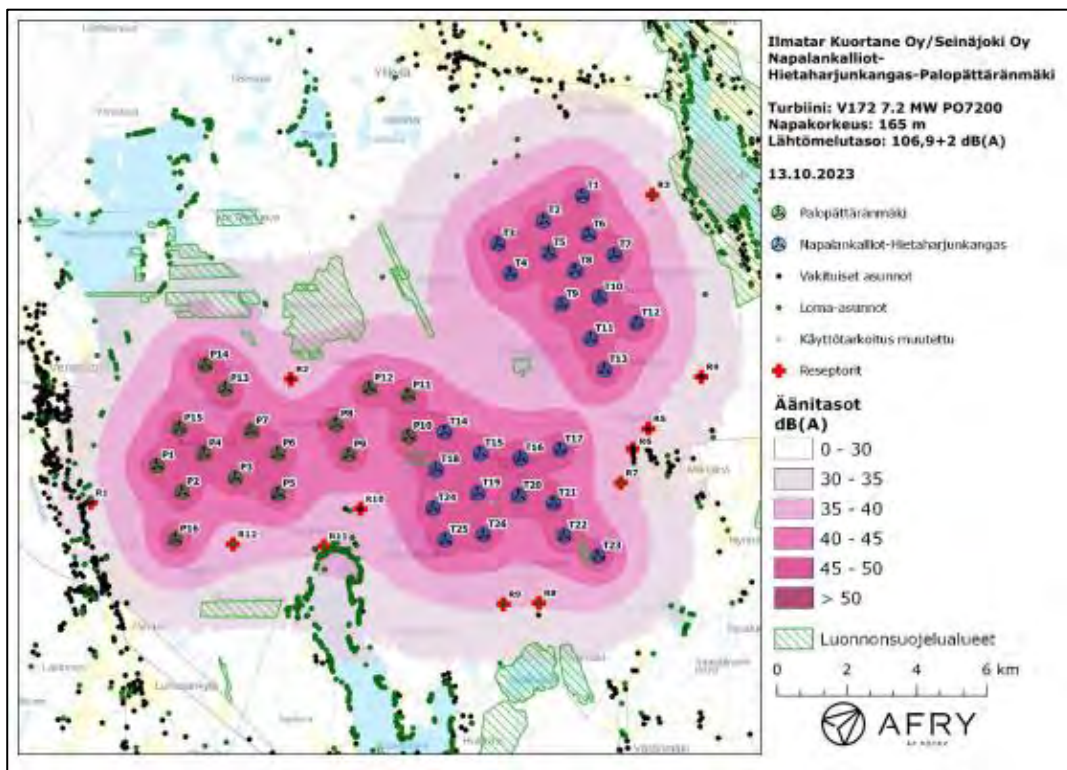 Ilmatar Kuortane Oy/Seinäjoki Oy
Napalankalliot-
Hietaharjunkangas-Palopättäränmäki
Turbiini: V172 7.2 MW PO7200
Napakorkeus: 165 m
Lähtömelutaso: 106,9+2 dB(A)
13.10.2023
Palopättäränmäki
Napalankalliot-Hietaharjunkangas
Vakituiset asunnot
Loma-asunnot
Käyttötarkoitus muutettu
Reseptorit
Äänitasot
dB(A)
0 - 30
30 - 35
35 - 40
40 - 45
45 - 50
> 50
Luonnonsuojelualueet
0 2 4 6 km
AFRY
T1
R3
T2
T6
T3
T5
T7
T4
T8
T10
T9
T12
T11
P14
T13
R2
R4
P13
P12
P11
P15
P7
P8
P10
T14
R5
R6
P4
P6
P9
T15
T16
T17
P1
T18
P3
R7
P2
P5
T19
T20
T21
R1
T24
R10
P16
T25
T26
T22
R12
R11
T23
R9
R8